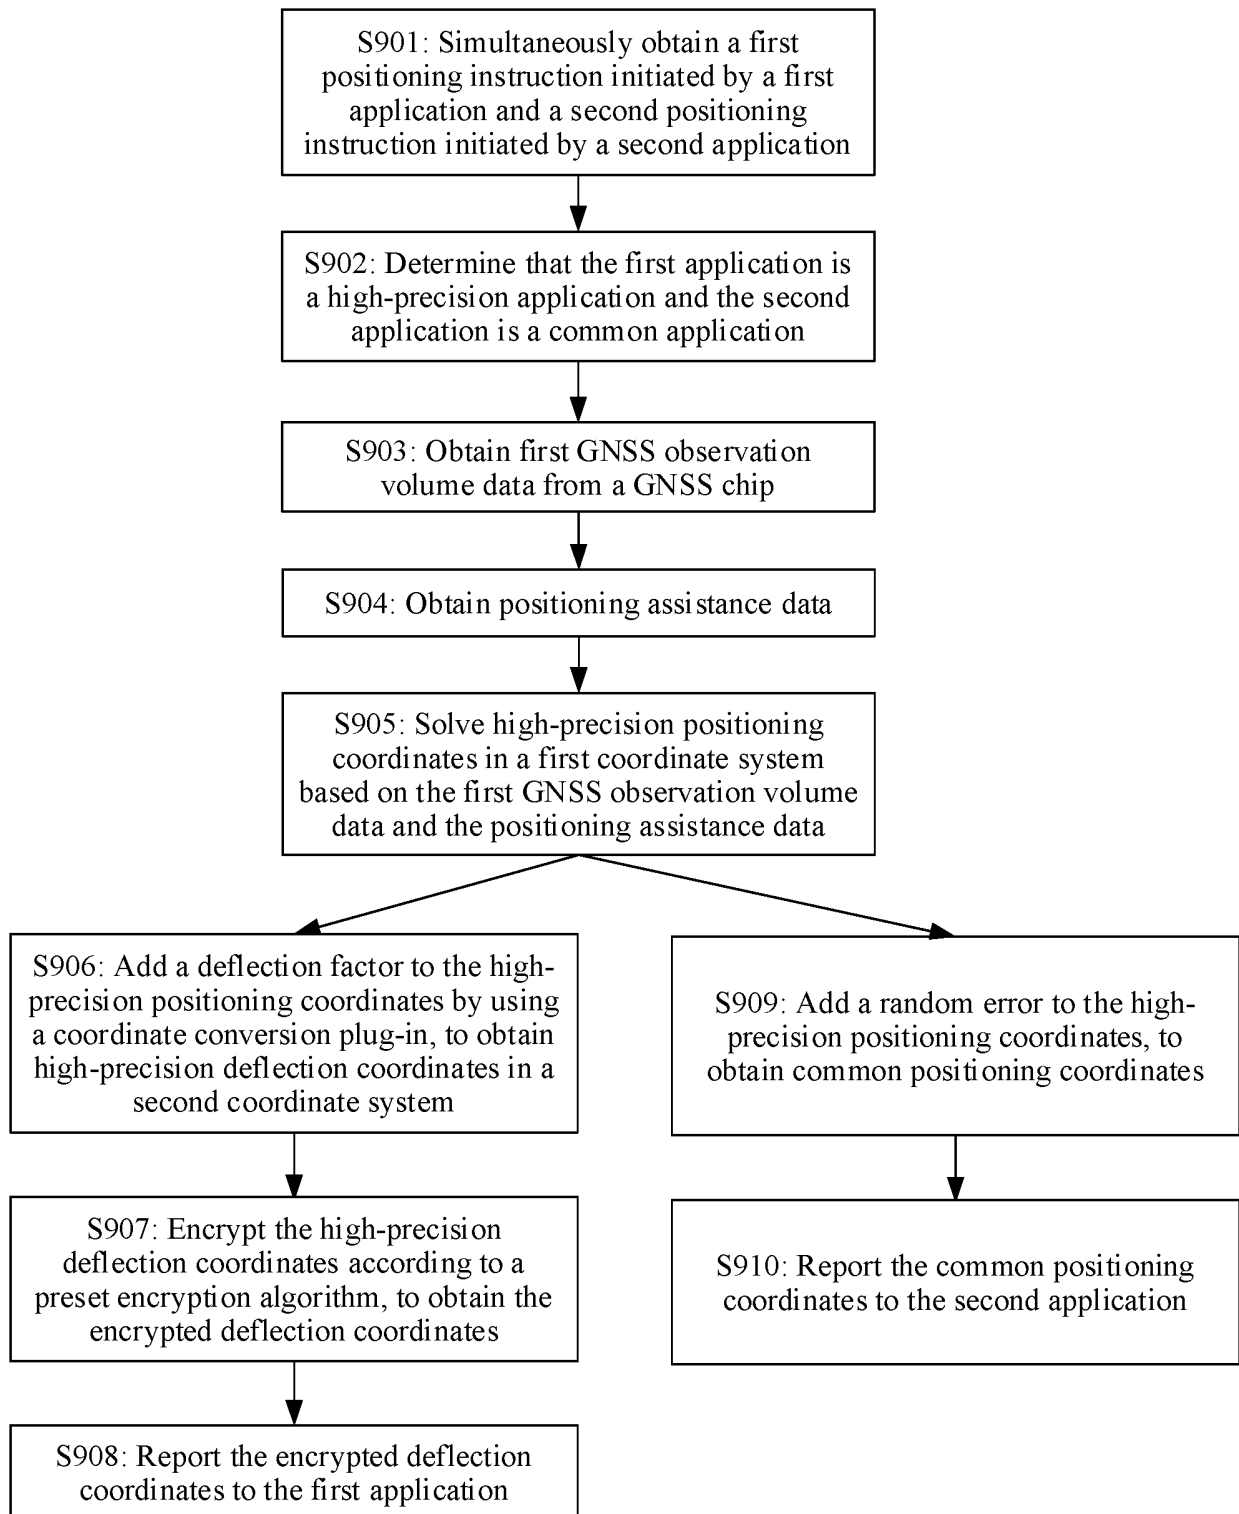 S901: Simultaneously obtain a first
positioning instruction initiated by a first
application and a second positioning
instruction initiated by a second application
S902: Determine that the first application is
a high-precision application and the second
application is a common application
S903: Obtain first GNSS observation
volume data from a GNSS chip
S904: Obtain positioning assistance data
S905: Solve high-precision positioning
coordinates in a first coordinate system
based on the first GNSS observation volume
data and the positioning assistance data
S906: Add a deflection factor to the high-
precision positioning coordinates by using
a coordinate conversion plug-in, to obtain
high-precision deflection coordinates in a
second coordinate system
S907: Encrypt the high-precision
deflection coordinates according to a
preset encryption algorithm, to obtain the
encrypted deflection coordinates
S908: Report the encrypted deflection
coordinates to the first application
S909: Add a random error to the high-
precision positioning coordinates, to
obtain common positioning coordinates
S910: Report the common positioning
coordinates to the second application